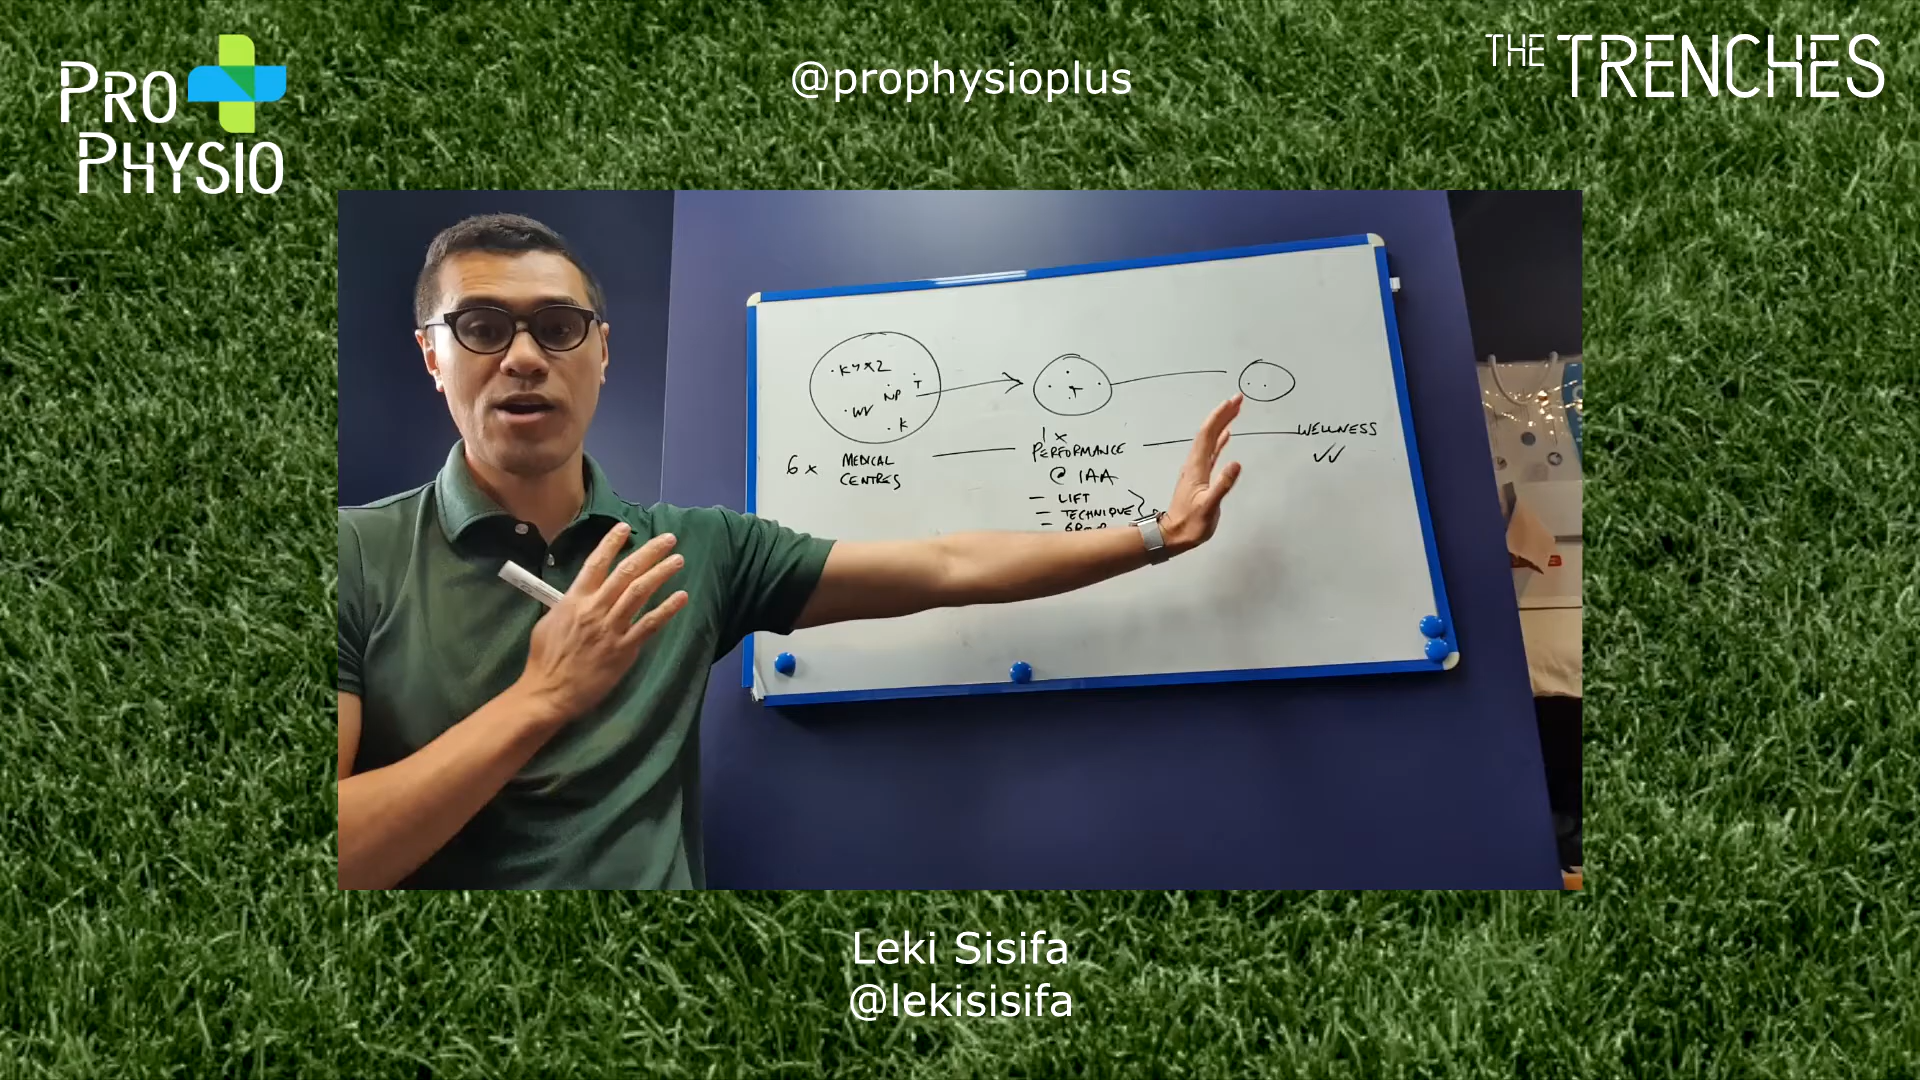 PRO
PHYSIO
@prophysioplus
THE TRENCHES
T
NP
WV
K
T
6 x MEDICAL
CENTRES
1 x
PERFORMANCE
@ IAA
- LIFT
- TECHNIQUE
WELLNESS
Leki Sisifa
@lekisisifa